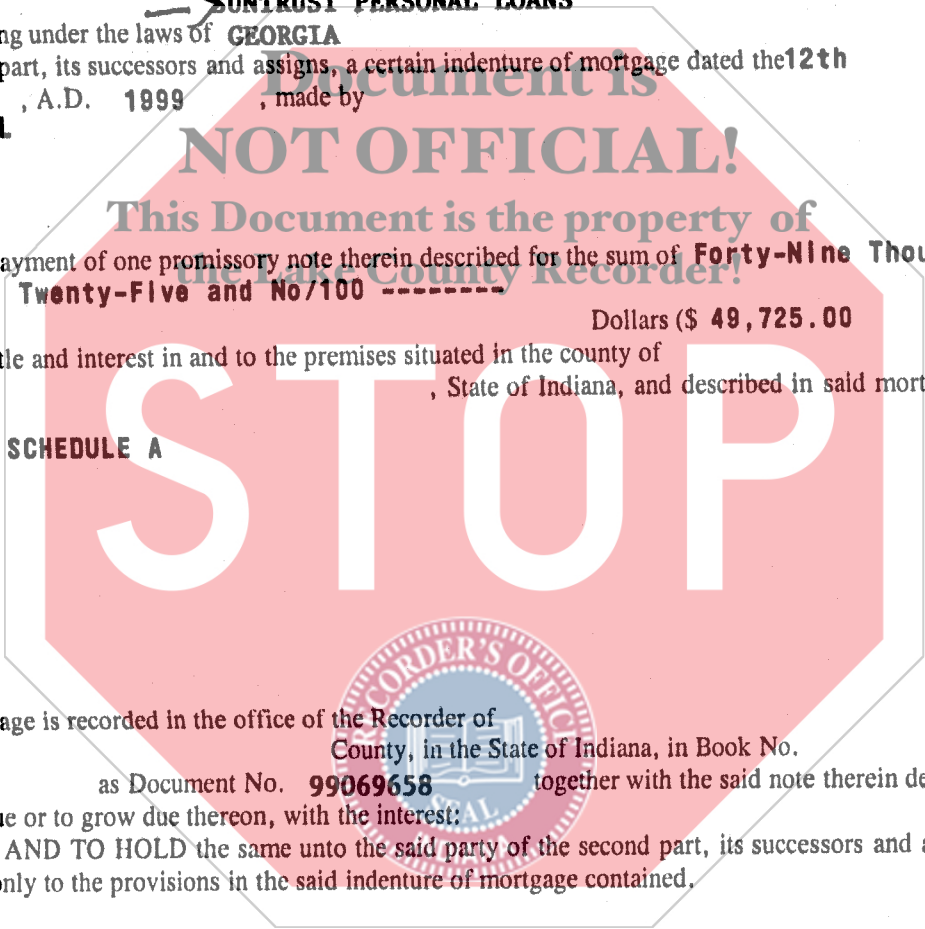 SUNTRUST PERSONAL LOANS
ng under the laws of GEORGIA
part, its successors and assigns, a certain indenture of mortgage dated the 12th
, A.D. 1999 , made by
Document is
NOT OFFICIAL!
This Document is the property of
the Lake County Recorder!
ayment of one promissory note therein described for the sum of Forty-Nine Thou
Twenty-Five and No/100 --------
Dollars ($ 49,725.00
tle and interest in and to the premises situated in the county of
, State of Indiana, and described in said mort
SCHEDULE A
STOP
RECORDER'S OFFICE
SEAL
age is recorded in the office of the Recorder of
County, in the State of Indiana, in Book No.
as Document No. 99069658 together with the said note therein de
ue or to grow due thereon, with the interest:
AND TO HOLD the same unto the said party of the second part, its successors and a
only to the provisions in the said indenture of mortgage contained.